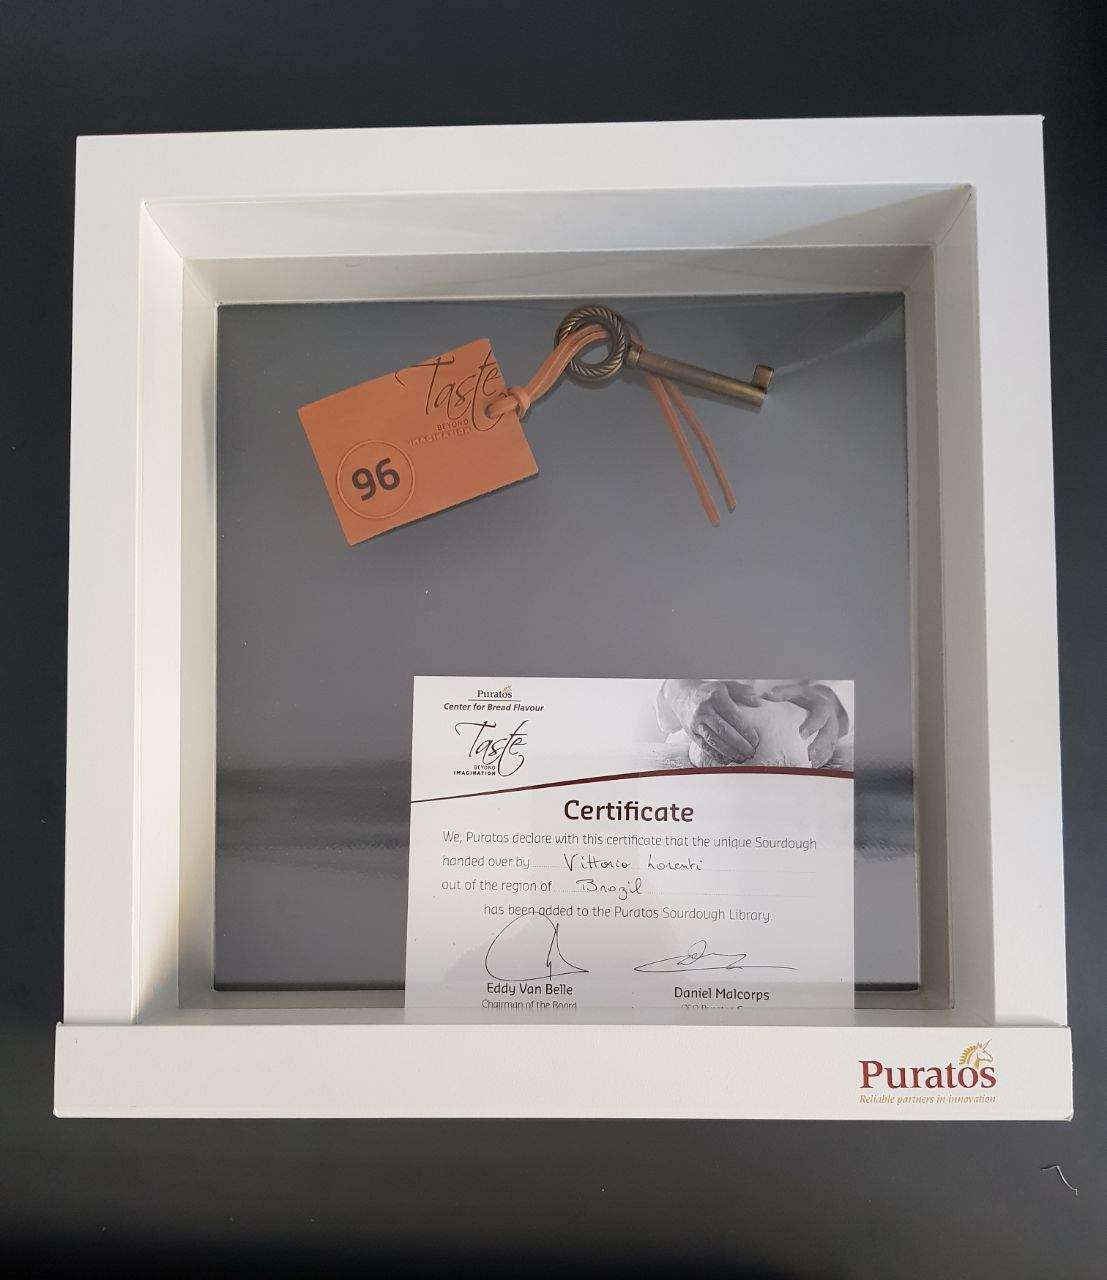 Taste
BEYOND
IMAGINATION
96
Puratos
Center for Bread Flavour
Taste
BEYOND
IMAGINATION
Certificate
We, Puratos declare with this certificate that the unique Sourdough
handed over by Vittorio Lorenti
out of the region of Brazil
has been added to the Puratos Sourdough Library.
Eddy Van Belle
Daniel Malcorps
Chairman of the Board
Puratos
Reliable partners in innovation